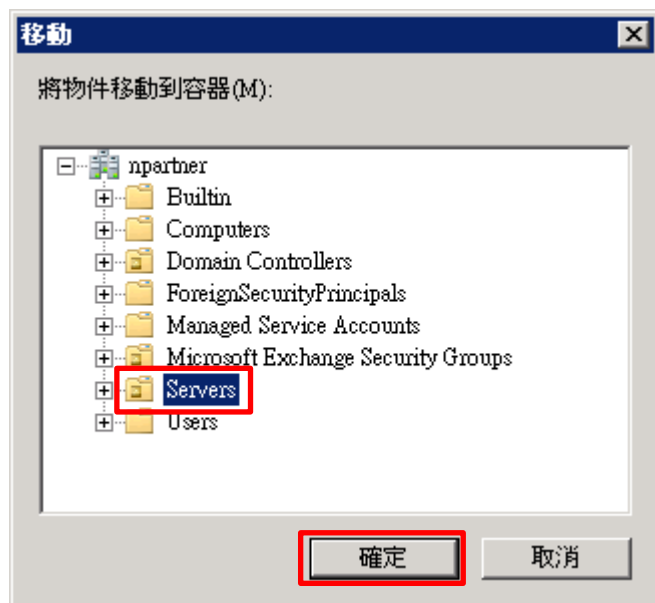 移動
將物件移動到容器(M):
npartner
Builtin
Computers
Domain Controllers
ForeignSecurityPrincipals
Managed Service Accounts
Microsoft Exchange Security Groups
Servers
Users
確定 取消